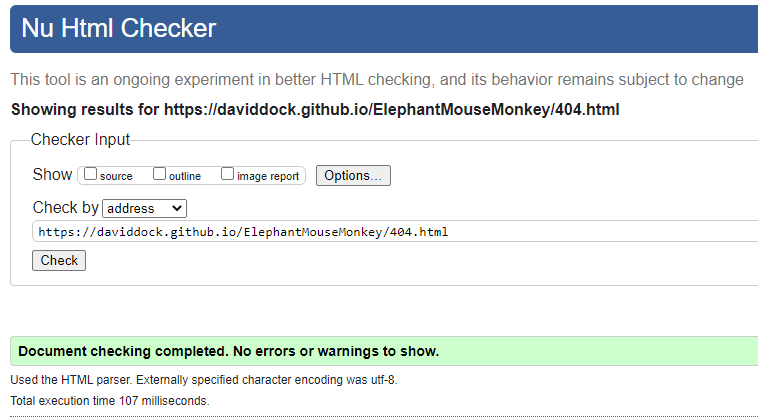 Nu Html Checker
This tool is an ongoing experiment in better HTML checking, and its behavior remains subject to change
Showing results for https://daviddock.github.io/ElephantMouseMonkey/404.html
Checker Input
Show source outline image report Options...
Check by address
https://daviddock.github.io/ElephantMouseMonkey/404.html
Check
Document checking completed. No errors or warnings to show.
Used the HTML parser. Externally specified character encoding was utf-8.
Total execution time 107 milliseconds.